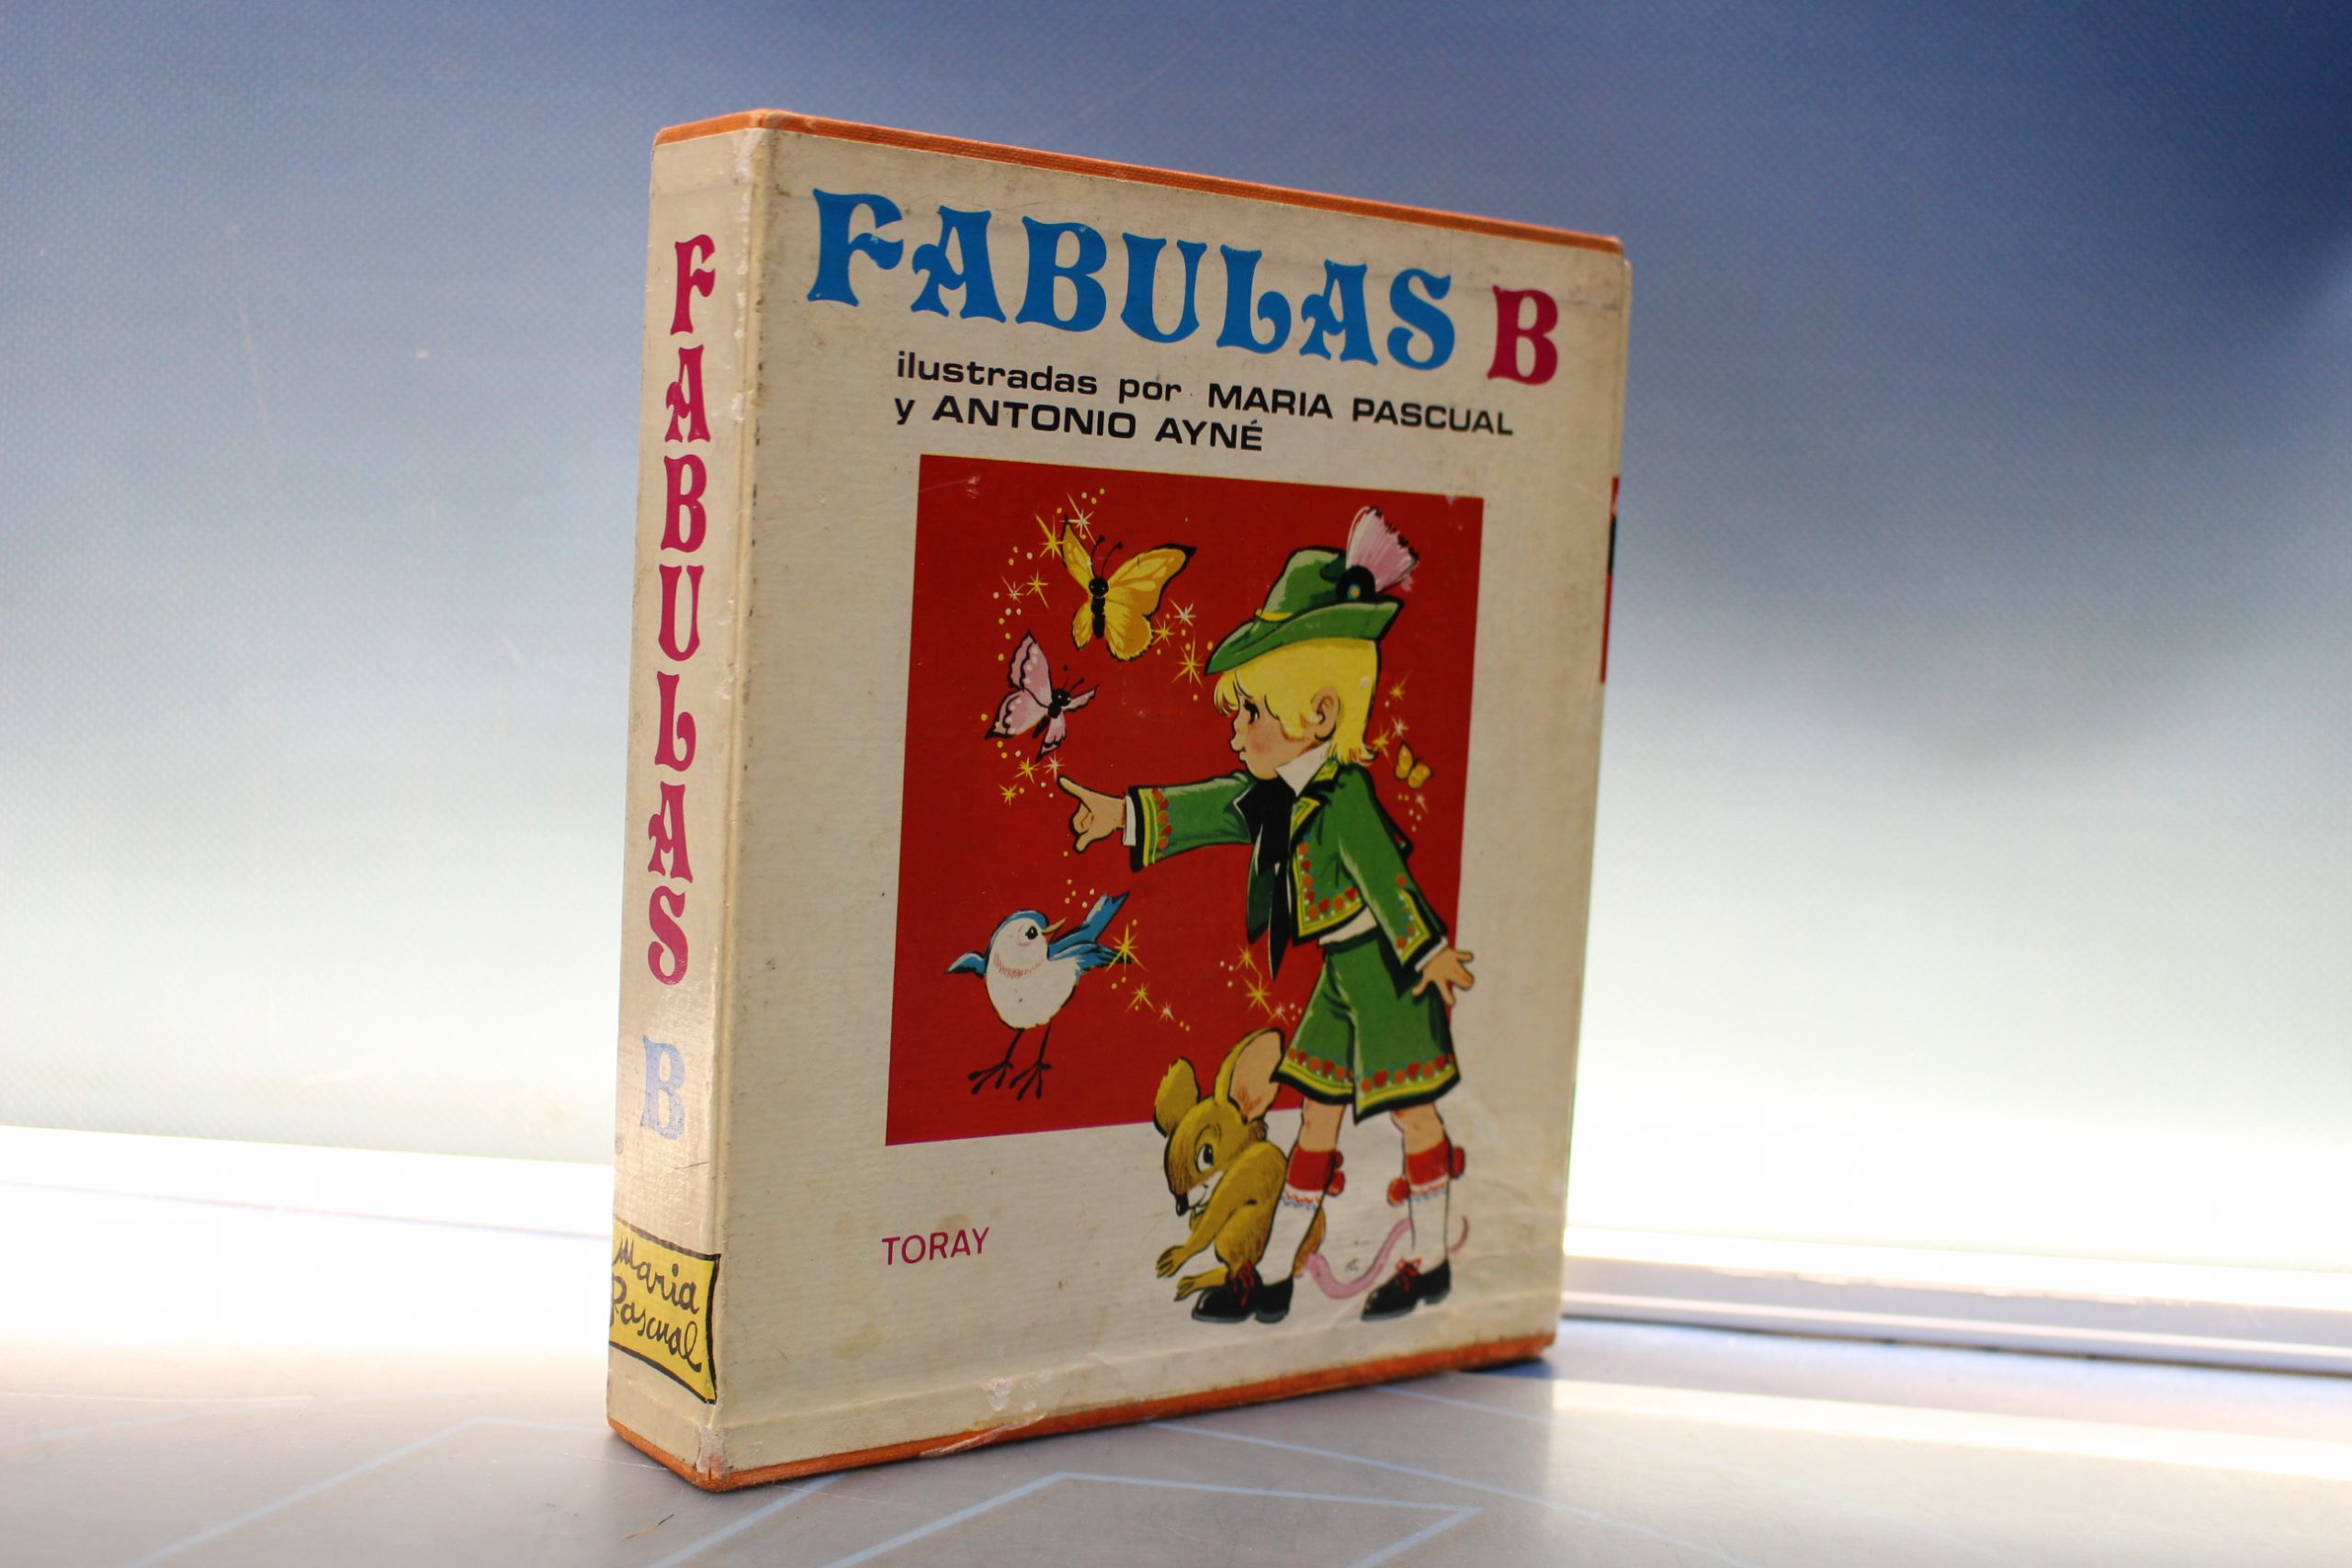 FABULAS B
ilustradas por MARIA PASCUAL
y ANTONIO AYNÉ
TORAY
FABULAS B
Maria
Pascual